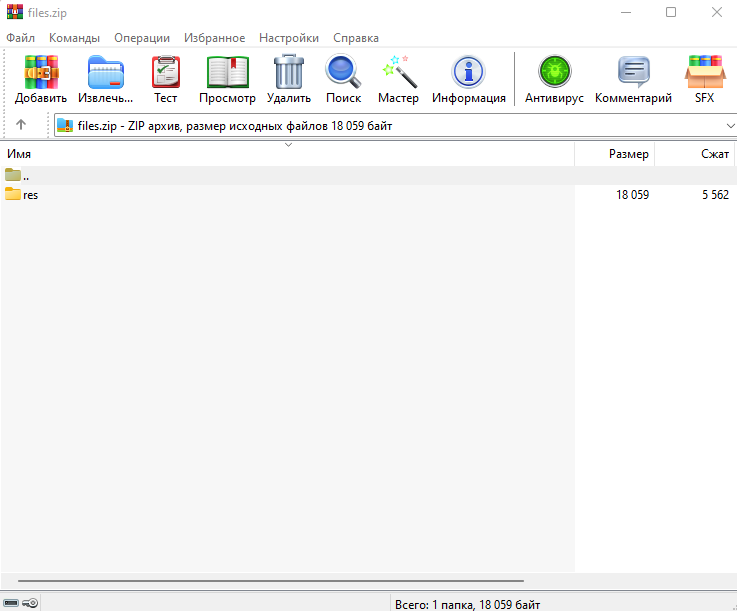 files.zip
Файл Команды Операции Избранное Настройки Справка
Добавить Извлечь... Тест Просмотр Удалить Поиск Мастер Информация Антивирус Комментарий SFX
files.zip - ZIP архив, размер исходных файлов 18 059 байт
Имя Размер Сжат
..
res 18 059 5 562
Всего: 1 папка, 18 059 байт